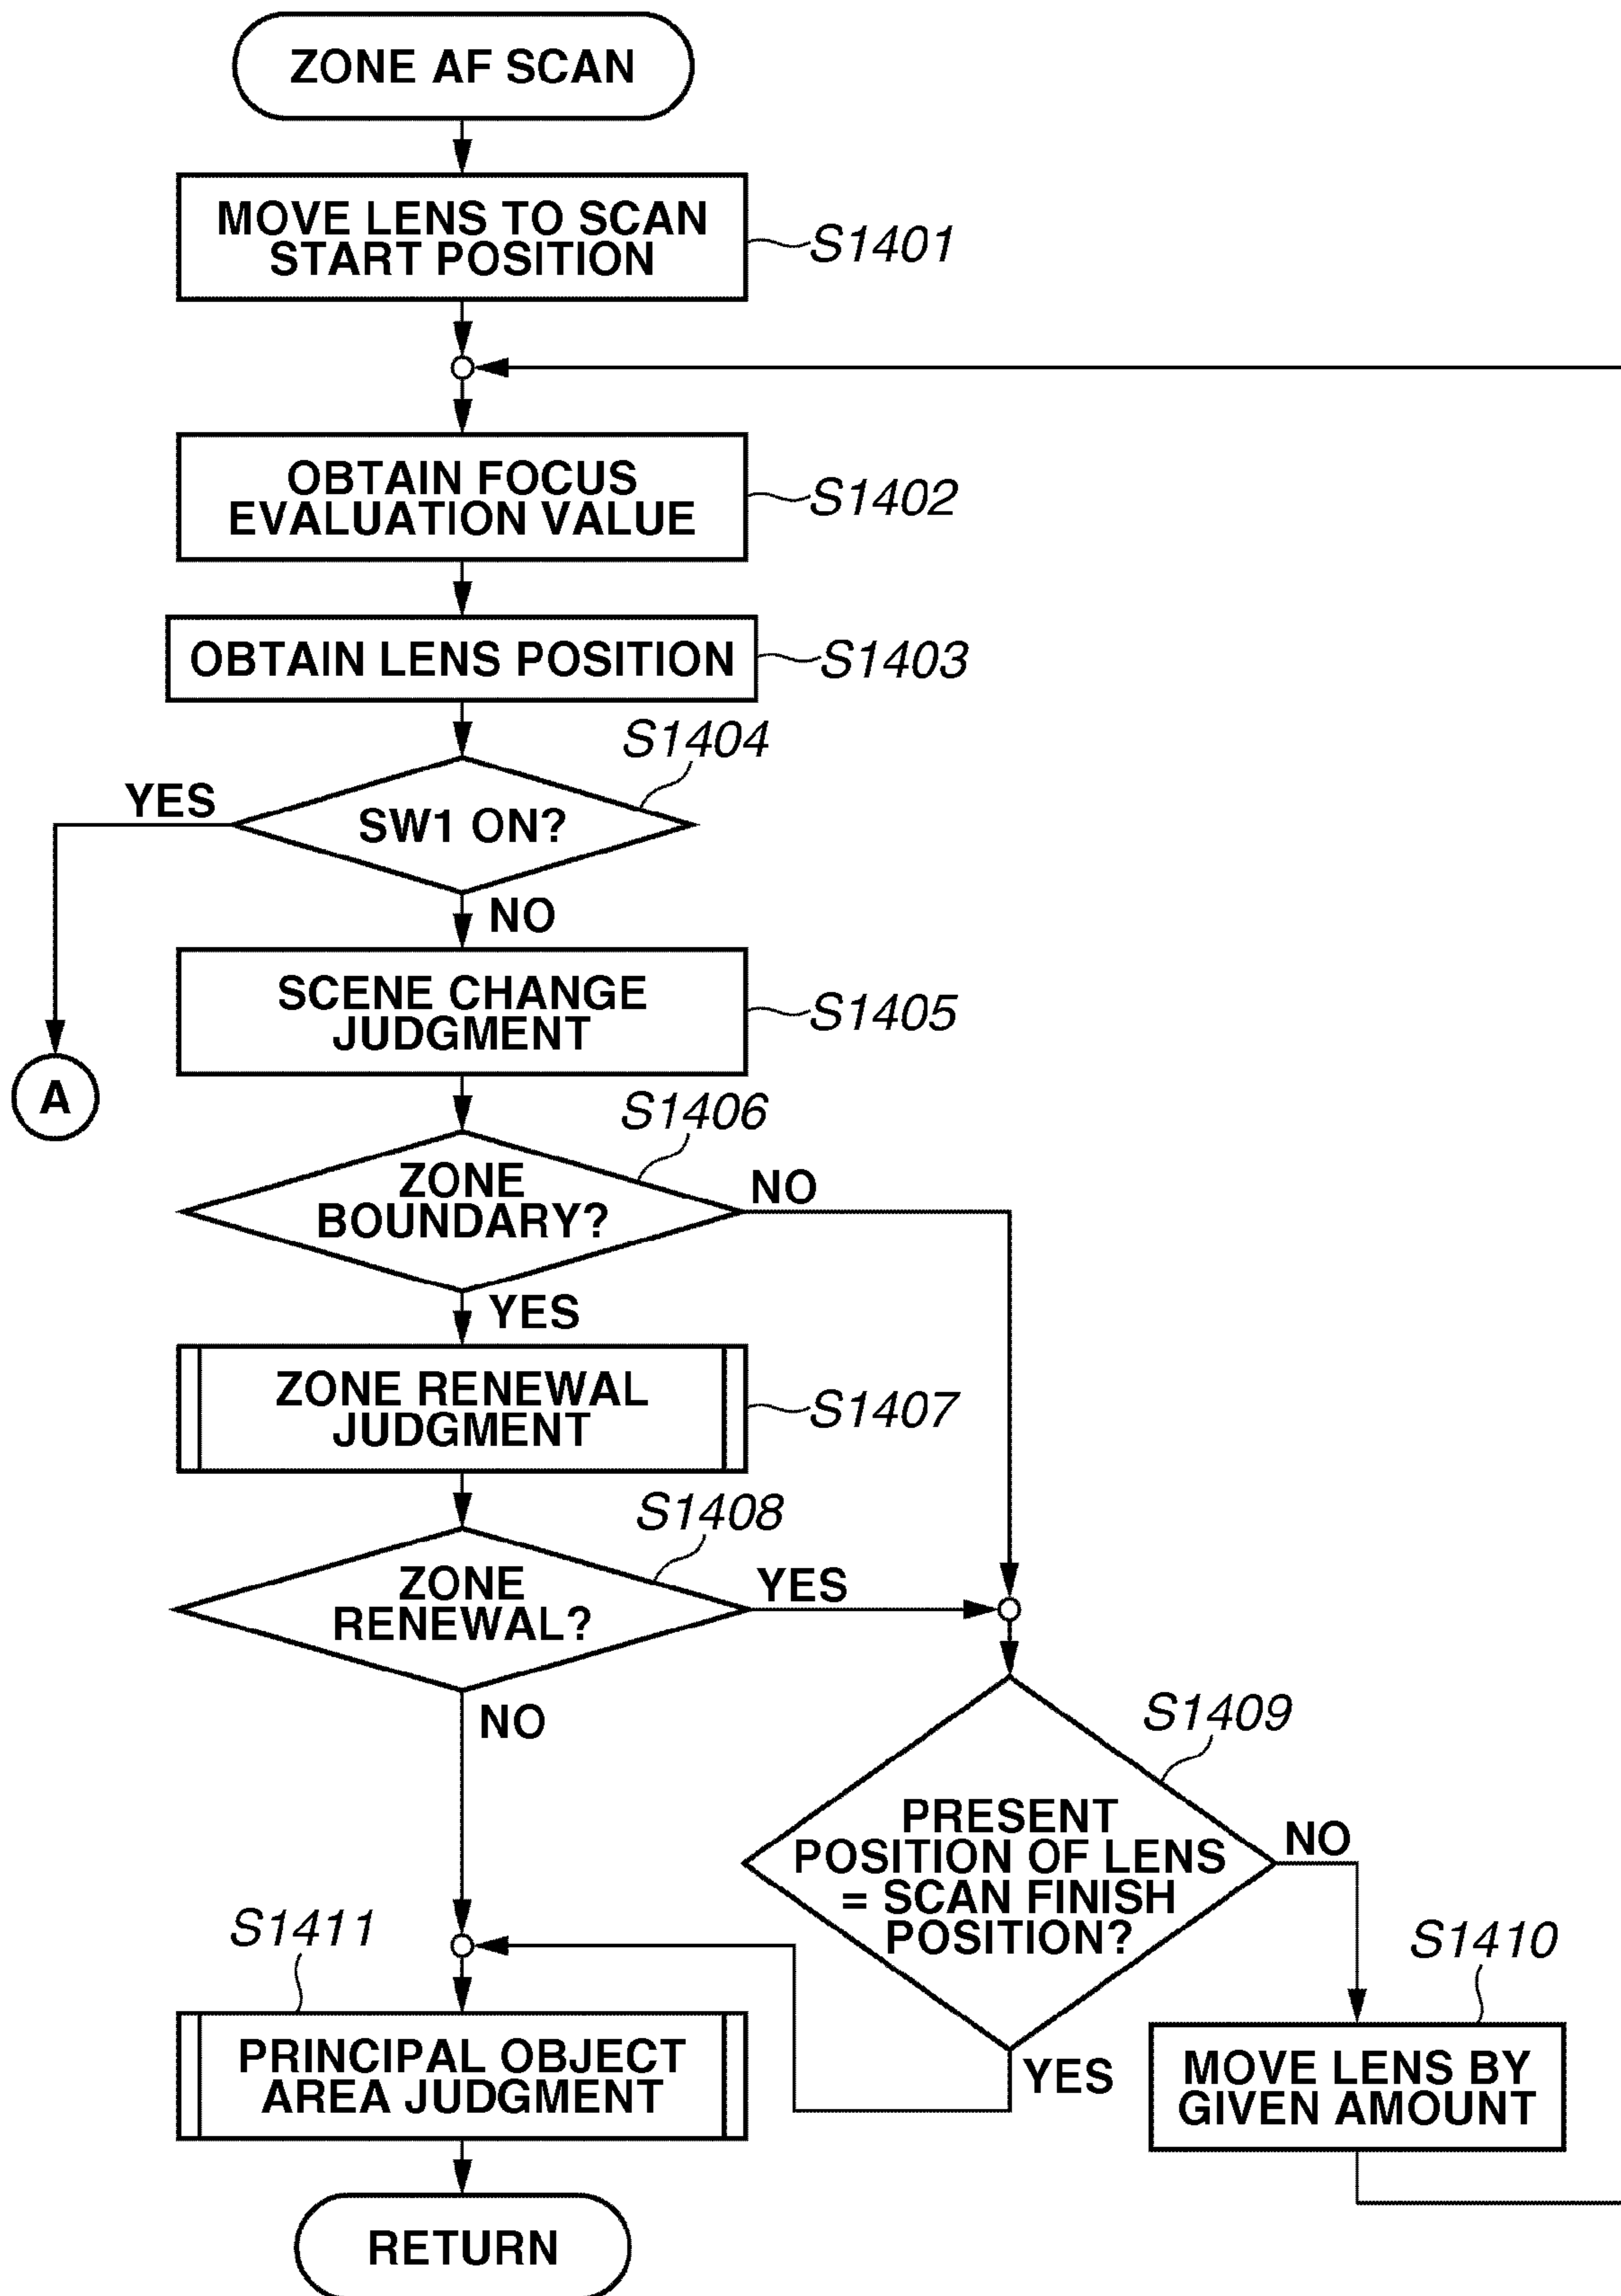 ZONE AF SCAN
MOVE LENS TO SCAN
START POSITION
S1401
OBTAIN FOCUS
EVALUATION VALUE
S1402
OBTAIN LENS POSITION
S1403
S1404
YES
SW1 ON?
NO
SCENE CHANGE
JUDGMENT
S1405
A
S1406
ZONE
BOUNDARY?
NO
YES
ZONE RENEWAL
JUDGMENT
S1407
S1408
ZONE
RENEWAL?
YES
NO
S1409
PRESENT
POSITION OF LENS
= SCAN FINISH
POSITION?
NO
YES
S1410
MOVE LENS BY
GIVEN AMOUNT
S1411
PRINCIPAL OBJECT
AREA JUDGMENT
RETURN